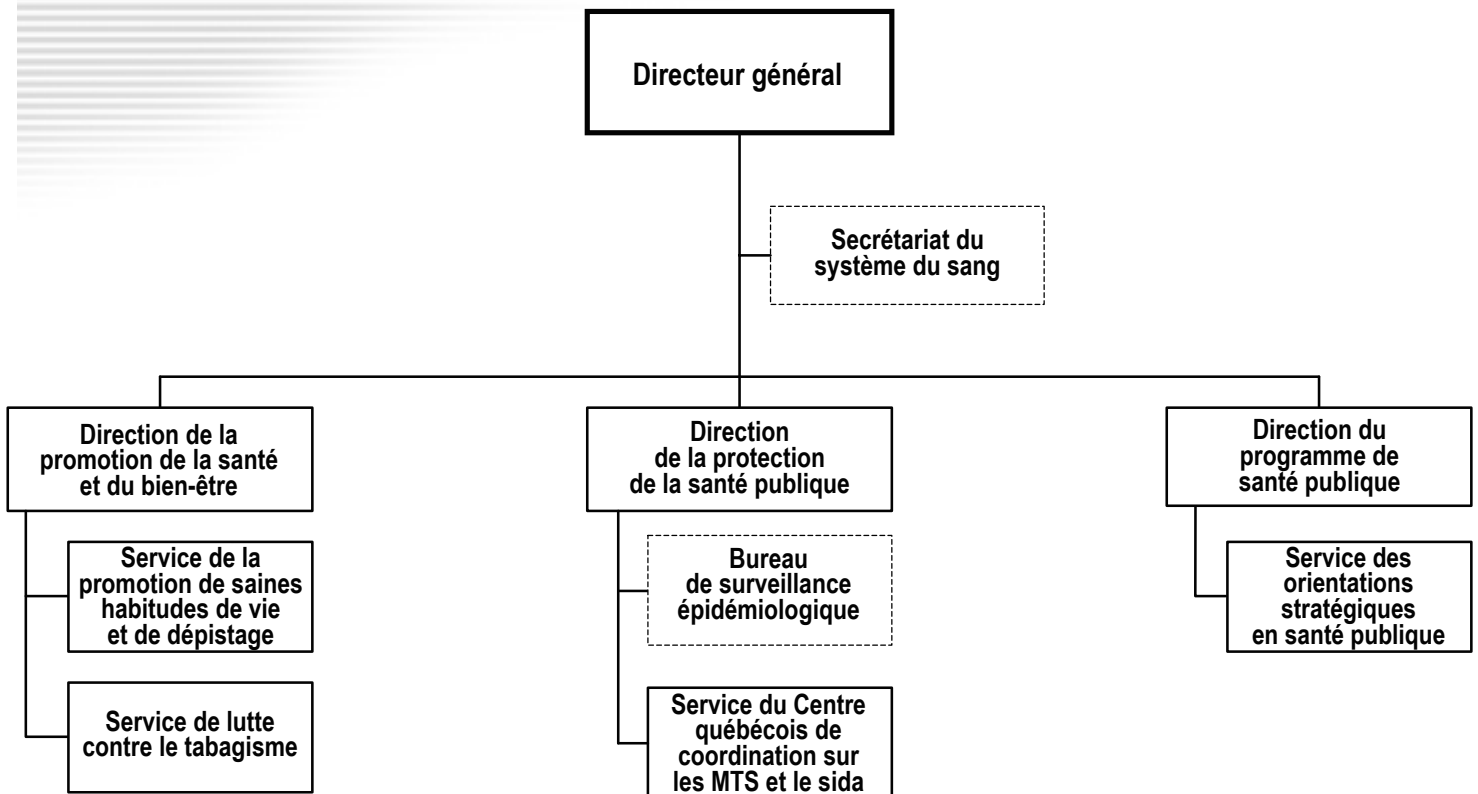 Directeur général
Secrétariat du
système du sang
Direction de la
promotion de la santé
et du bien-être
Service de la
promotion de saines
habitudes de vie
et de dépistage
Service de lutte
contre le tabagisme
Direction
de la protection
de la santé publique
Bureau
de surveillance
épidémiologique
Service du Centre
québécois de
coordination sur
les MTS et le sida
Direction du
programme de
santé publique
Service des
orientations
stratégiques
en santé publique